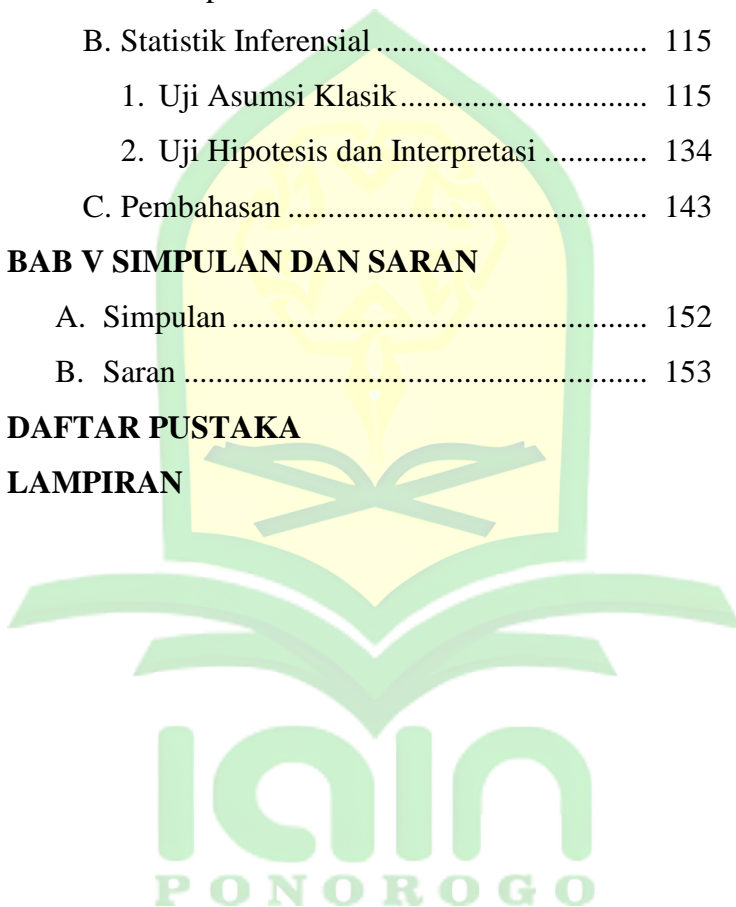 B. Statistik Inferensial ............................. 115
1. Uji Asumsi Klasik .......................... 115
2. Uji Hipotesis dan Interpretasi ............. 134
C. Pembahasan ...................................... 143
BAB V SIMPULAN DAN SARAN
A. Simpulan ............................................ 152
B. Saran ................................................. 153
DAFTAR PUSTAKA
LAMPIRAN
iain
PONOROGO